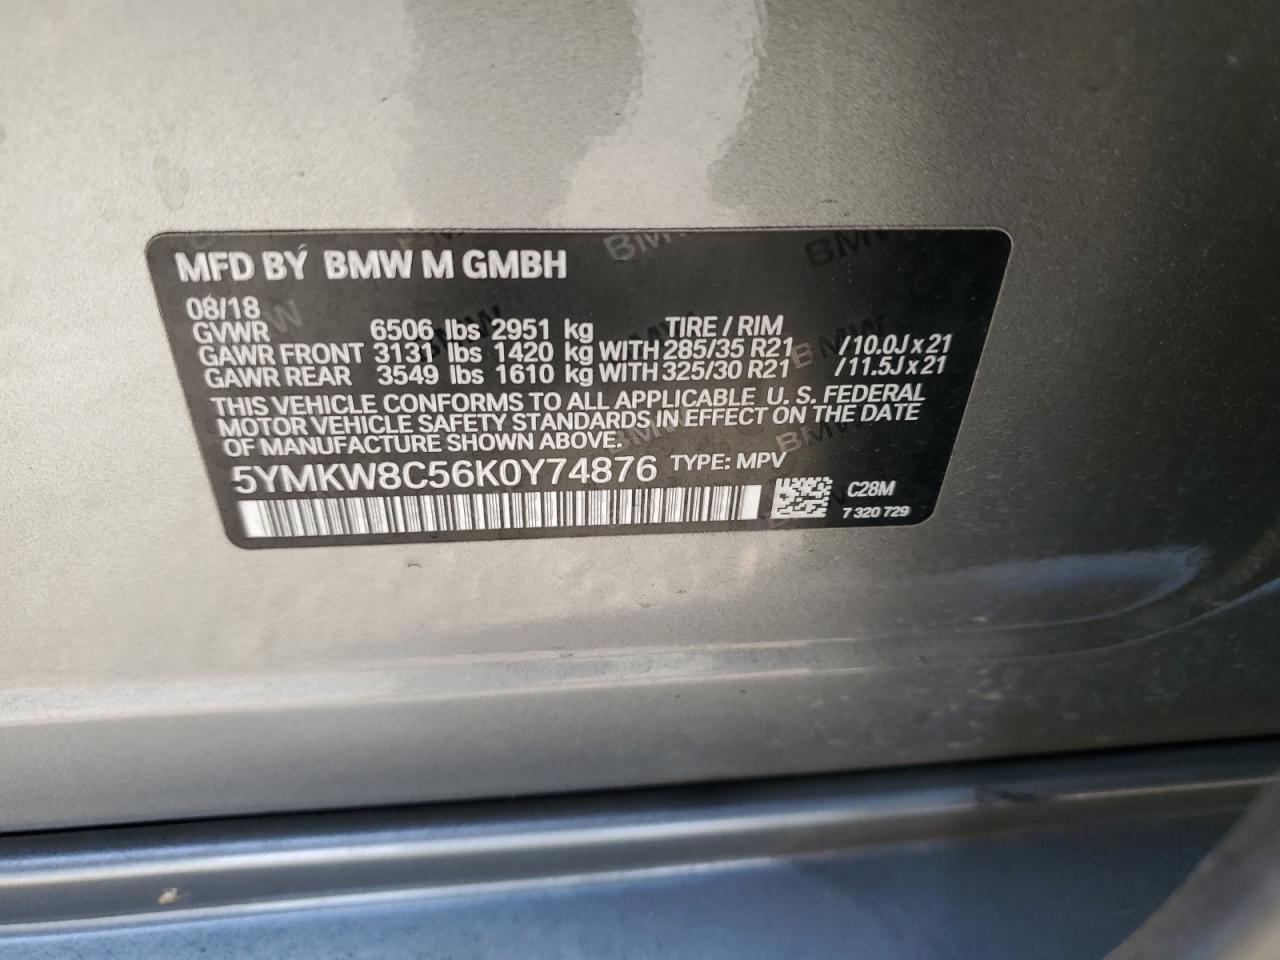 MFD BY BMW M GMBH
08/18
GVWR 6506 lbs 2951 kg TIRE / RIM
GAWR FRONT 3131 lbs 1420 kg WITH 285/35 R21 /10.0J x 21
GAWR REAR 3549 lbs 1610 kg WITH 325/30 R21 /11.5J x 21
THIS VEHICLE CONFORMS TO ALL APPLICABLE U. S. FEDERAL
MOTOR VEHICLE SAFETY STANDARDS IN EFFECT ON THE DATE
OF MANUFACTURE SHOWN ABOVE.
5YMKW8C56K0Y74876 TYPE: MPV
C28M
7 320 729